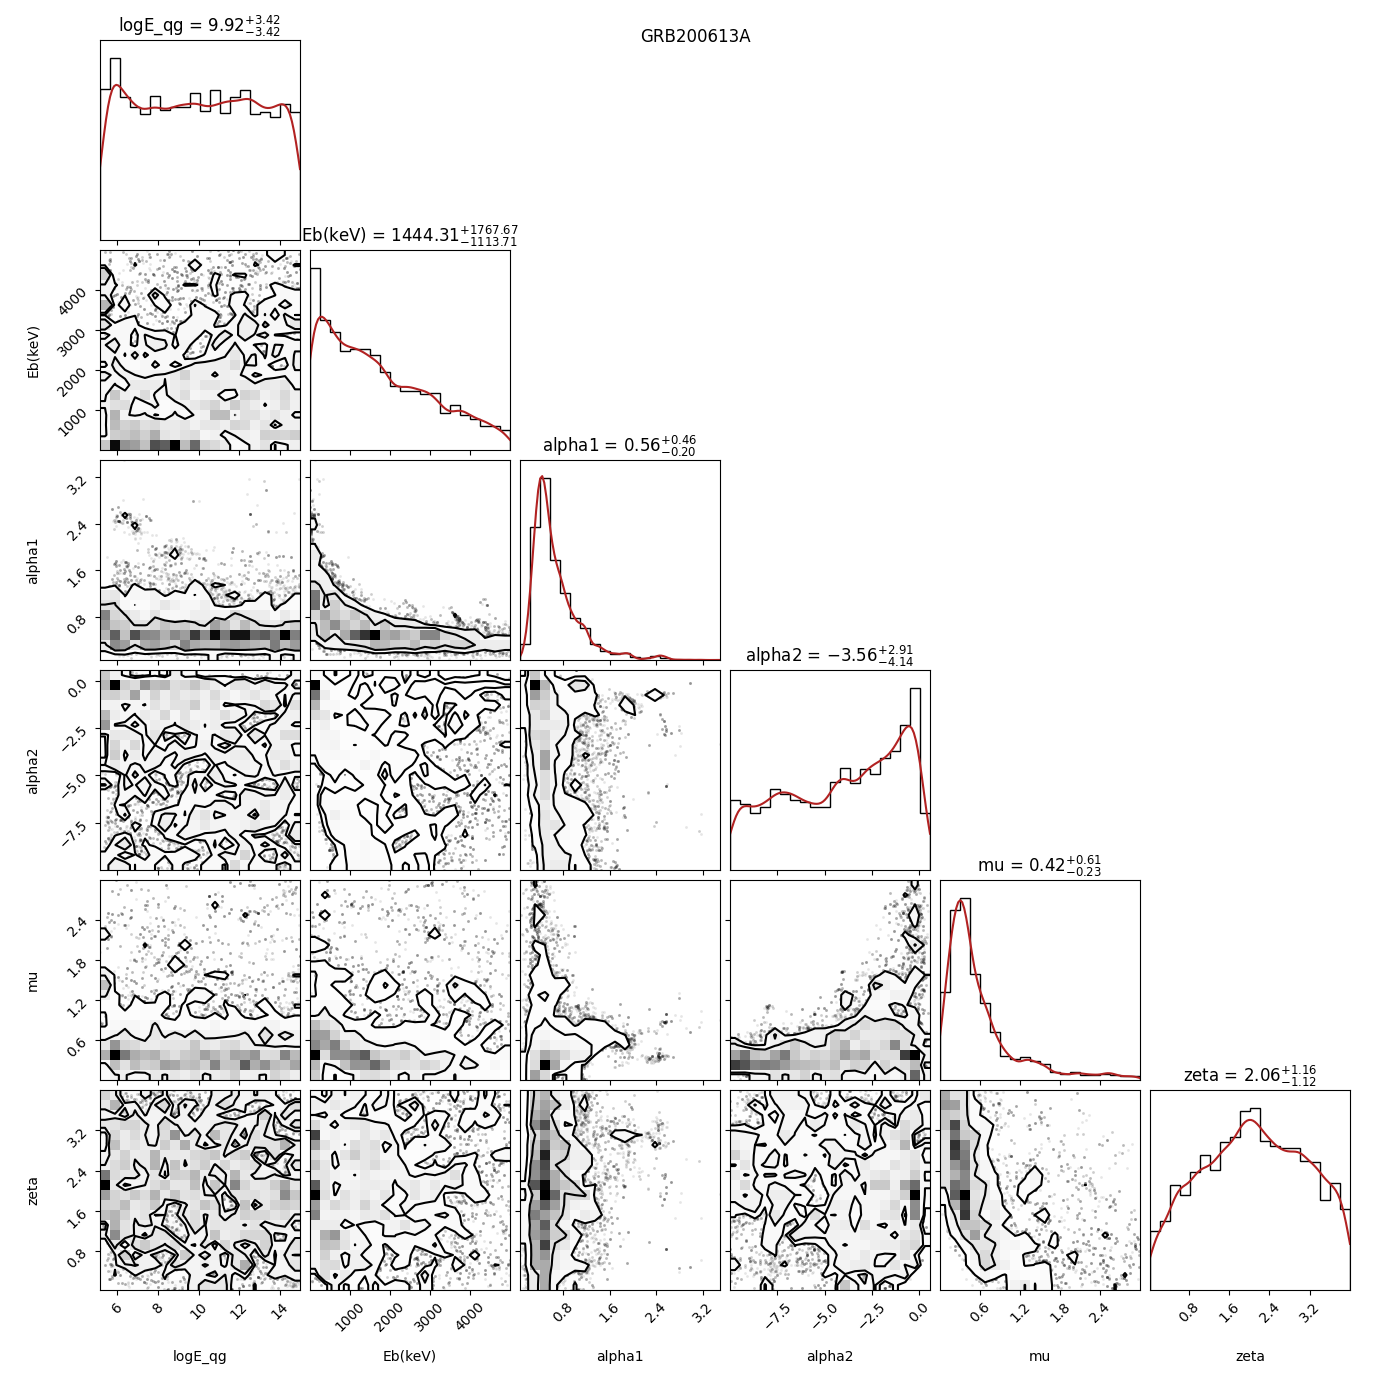 GRB200613A
logE_qg = 9.92 +3.42 −3.42
Eb(keV) = 1444.31 +1767.67 −1113.71
alpha1 = 0.56 +0.46 −0.20
alpha2 = −3.56 +2.91 −4.14
mu = 0.42 +0.61 −0.23
zeta = 2.06 +1.16 −1.12
Eb(keV)
4000
3000
2000
1000
alpha1
3.2
2.4
1.6
0.8
alpha2
0.0
−2.5
−5.0
−7.5
mu
2.4
1.8
1.2
0.6
zeta
3.2
2.4
1.6
0.8
6 8 10 12 14
1000 2000 3000 4000
0.8 1.6 2.4 3.2
−7.5 −5.0 −2.5 0.0
0.6 1.2 1.8 2.4
0.8 1.6 2.4 3.2
logE_qg Eb(keV) alpha1 alpha2 mu zeta